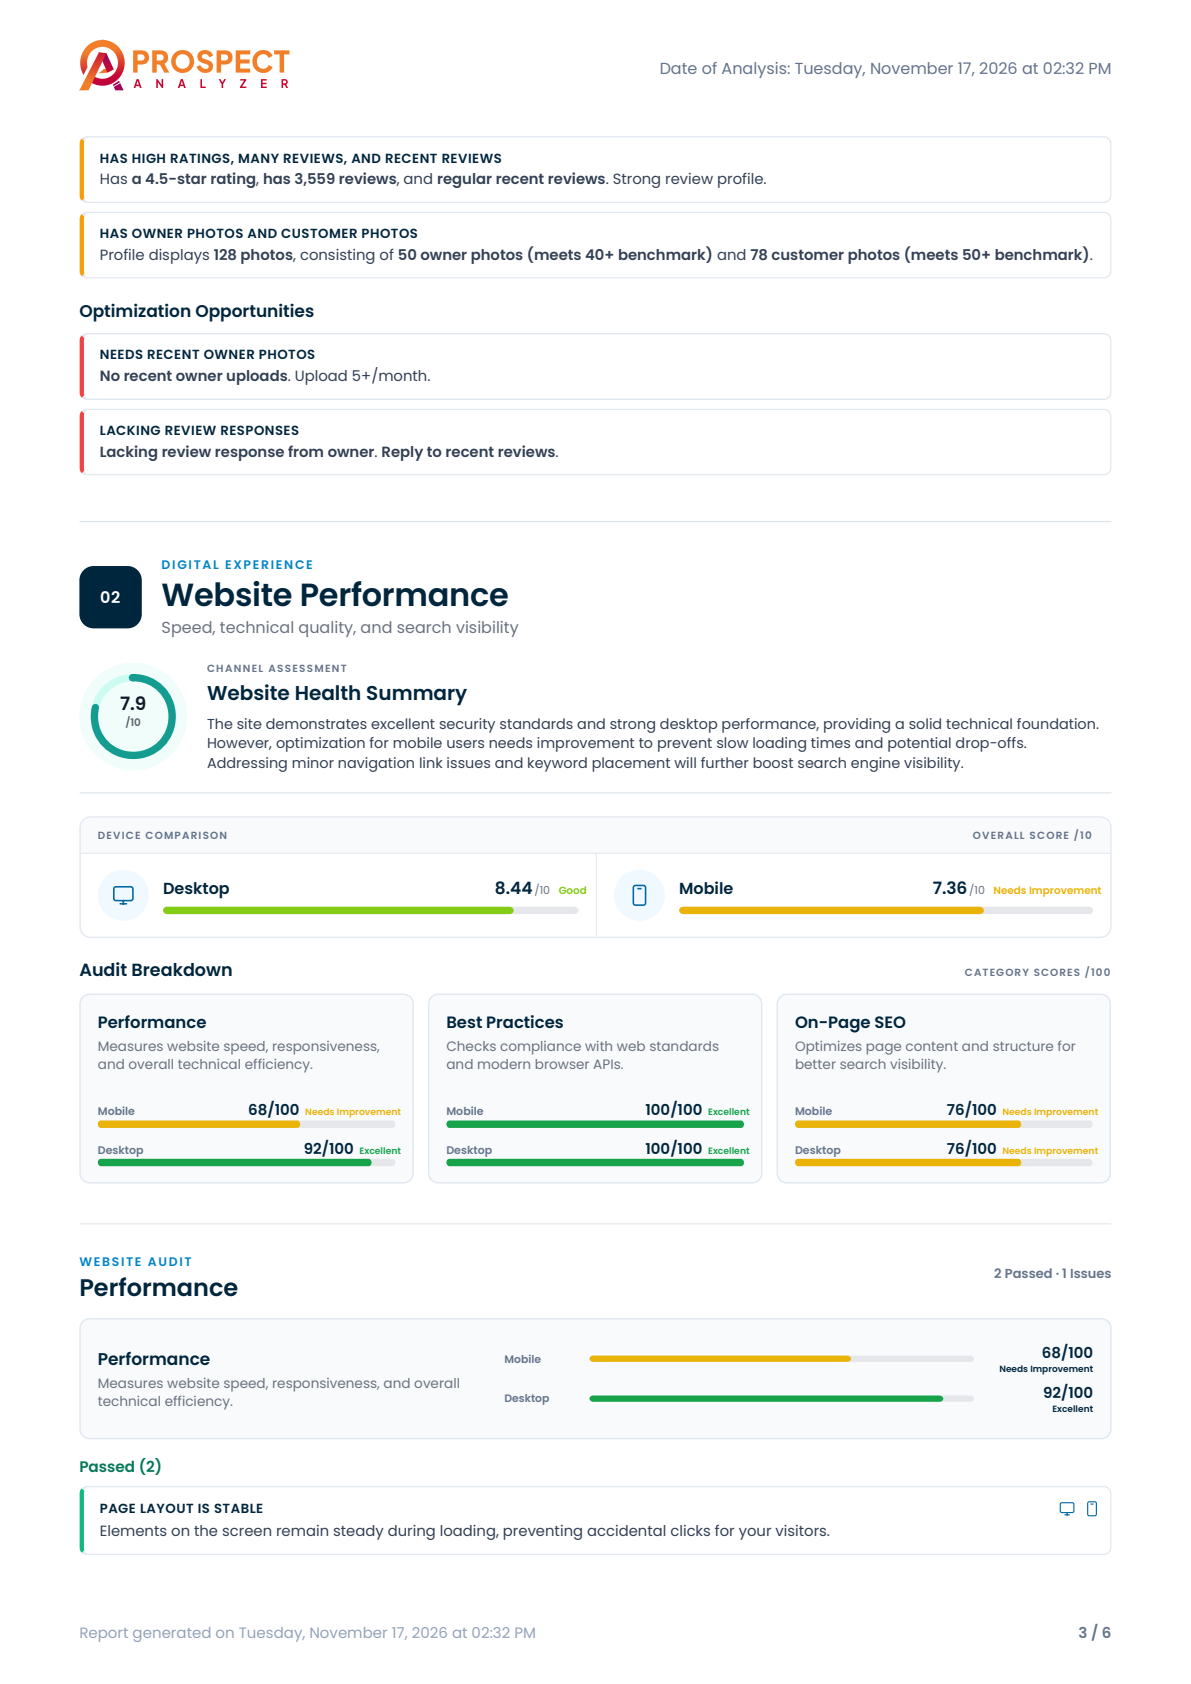 PROSPECT
ANALYZER
Date of Analysis: Tuesday, November 17, 2026 at 02:32 PM
HAS HIGH RATINGS, MANY REVIEWS, AND RECENT REVIEWS
Has a 4.5-star rating, has 3,559 reviews, and regular recent reviews. Strong review profile.
HAS OWNER PHOTOS AND CUSTOMER PHOTOS
Profile displays 128 photos, consisting of 50 owner photos (meets 40+ benchmark) and 78 customer photos (meets 50+ benchmark).
Optimization Opportunities
NEEDS RECENT OWNER PHOTOS
No recent owner uploads. Upload 5+/month.
LACKING REVIEW RESPONSES
Lacking review response from owner. Reply to recent reviews.
02
DIGITAL EXPERIENCE
Website Performance
Speed, technical quality, and search visibility
7.9
/10
CHANNEL ASSESSMENT
Website Health Summary
The site demonstrates excellent security standards and strong desktop performance, providing a solid technical foundation.
However, optimization for mobile users needs improvement to prevent slow loading times and potential drop-offs.
Addressing minor navigation link issues and keyword placement will further boost search engine visibility.
DEVICE COMPARISON
OVERALL SCORE /10
Desktop
8.44/10 Good
Mobile
7.36/10 Needs Improvement
Audit Breakdown
CATEGORY SCORES /100
Performance
Measures website speed, responsiveness,
and overall technical efficiency.
Mobile 68/100 Needs Improvement
Desktop 92/100 Excellent
Best Practices
Checks compliance with web standards
and modern browser APIs.
Mobile 100/100 Excellent
Desktop 100/100 Excellent
On-Page SEO
Optimizes page content and structure for
better search visibility.
Mobile 76/100 Needs Improvement
Desktop 76/100 Needs Improvement
WEBSITE AUDIT
Performance
2 Passed · 1 Issues
Performance
Measures website speed, responsiveness, and overall
technical efficiency.
Mobile
68/100
Needs Improvement
Desktop
92/100
Excellent
Passed (2)
PAGE LAYOUT IS STABLE
Elements on the screen remain steady during loading, preventing accidental clicks for your visitors.
Report generated on Tuesday, November 17, 2026 at 02:32 PM
3 / 6